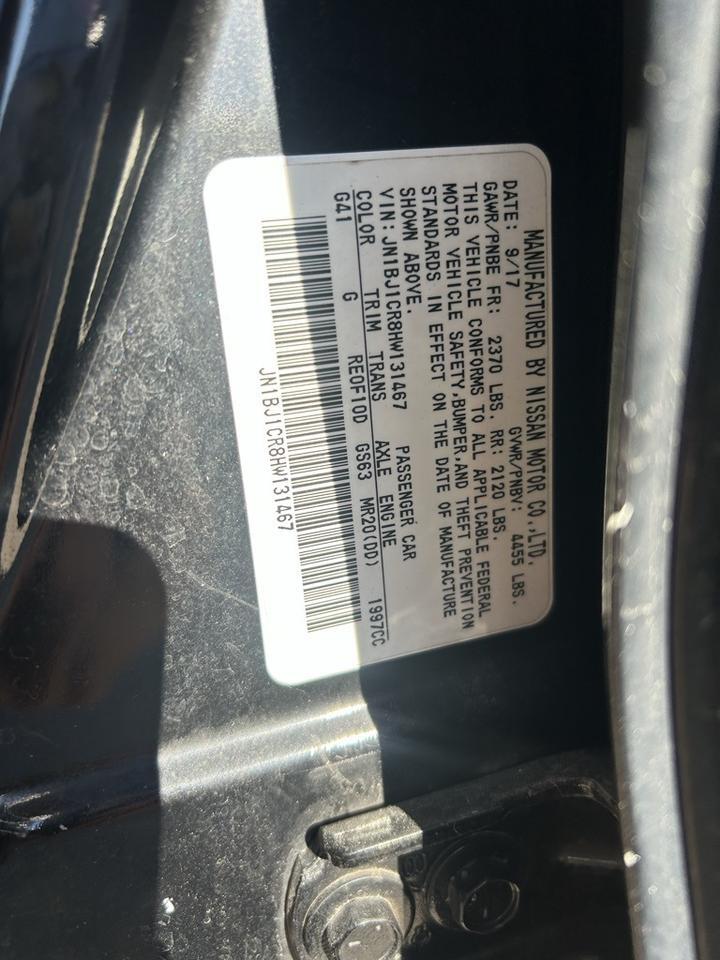 MANUFACTURED BY NISSAN MOTOR CO.,LTD.
DATE: 9/17 GVWR/PNBV: 4455 LBS.
GAWR/PNBE FR: 2370 LBS. RR: 2120 LBS.
THIS VEHICLE CONFORMS TO ALL APPLICABLE FEDERAL
MOTOR VEHICLE SAFETY,BUMPER,AND THEFT PREVENTION
STANDARDS IN EFFECT ON THE DATE OF MANUFACTURE
SHOWN ABOVE.
VIN:JN1BJ1CR8HW131467 PASSENGER CAR
COLOR TRIM TRANS AXLE ENGINE
G41 G RE0F10D GS63 MR20(DD) 1997CC
JN1BJ1CR8HW131467